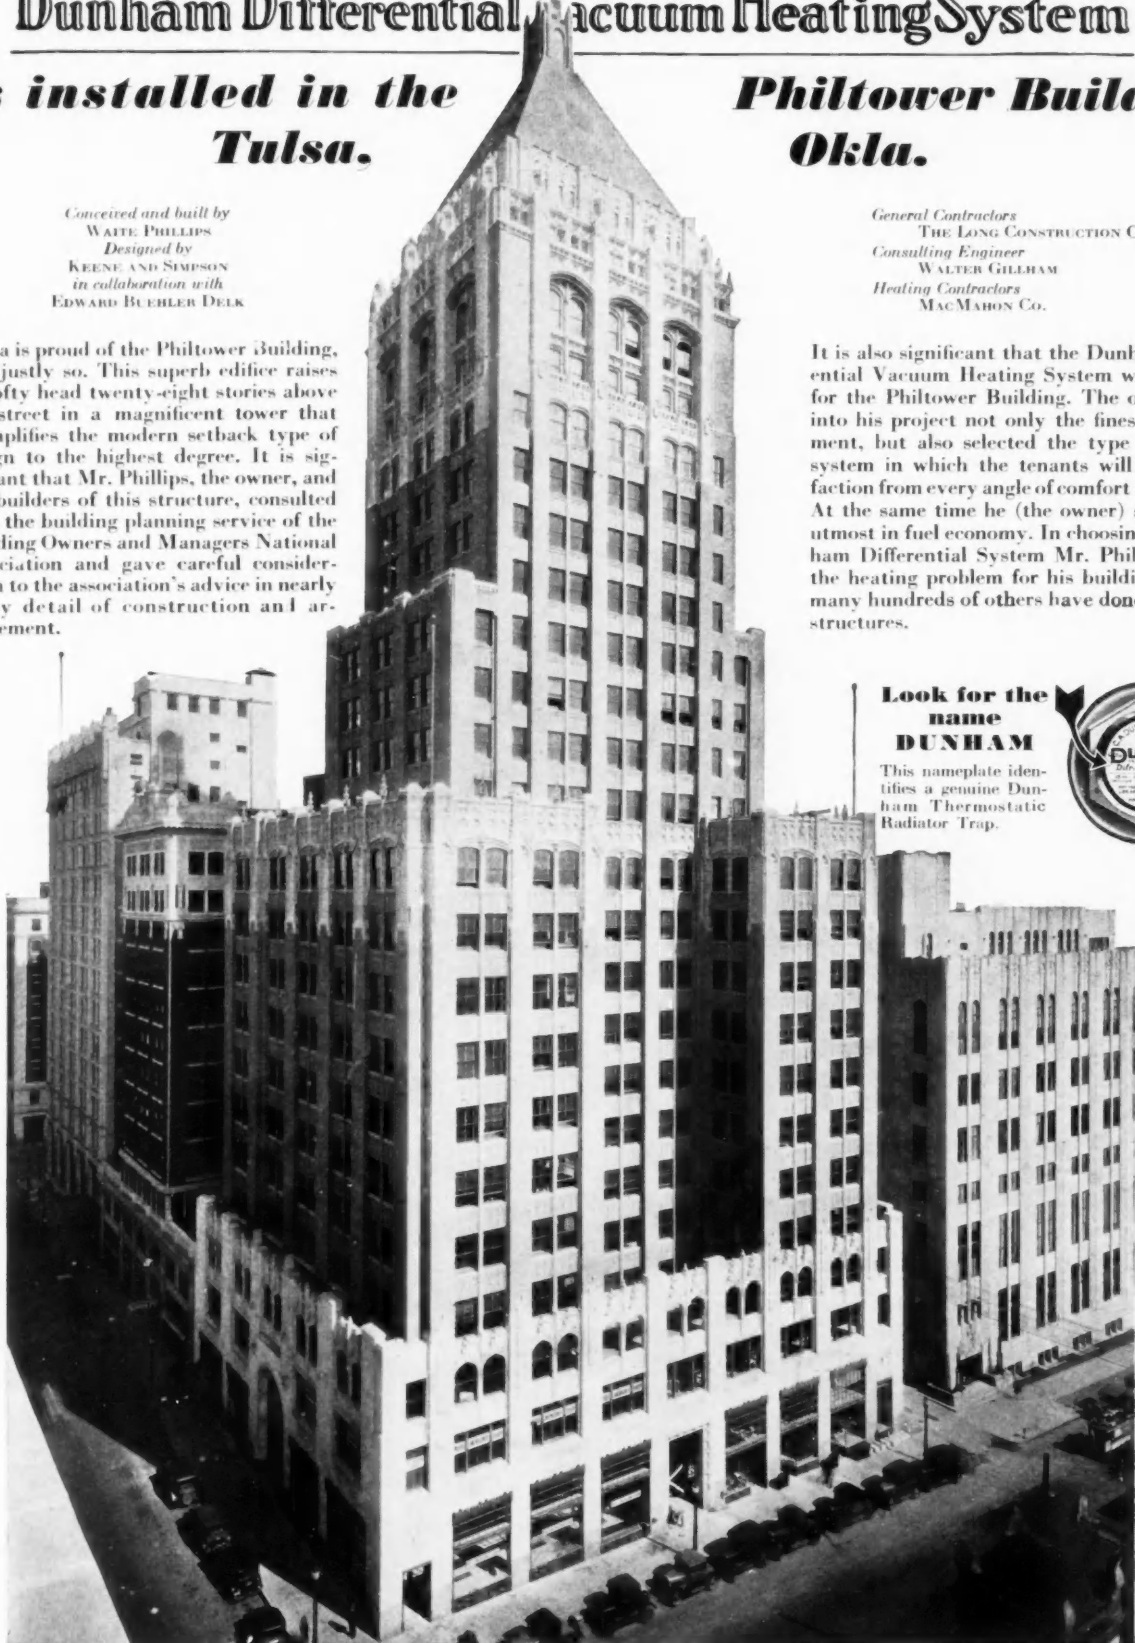 Dunham Differential Vacuum Heating System
installed in the Philtower Build
Tulsa. Okla.
Conceived and built by
WAITE PHILLIPS
Designed by
KEENE AND SIMPSON
in collaboration with
EDWARD BUEHLER DELK
a is proud of the Philtower Building,
justly so. This superb edifice raises
ofty head twenty-eight stories above
street in a magnificent tower that
mplifies the modern setback type of
gn to the highest degree. It is sig-
ant that Mr. Phillips, the owner, and
builders of this structure, consulted
the building planning service of the
ding Owners and Managers National
ciation and gave careful consider-
n to the association's advice in nearly
y detail of construction and ar-
ement.
General Contractors
THE LONG CONSTRUCTION C
Consulting Engineer
WALTER GILLHAM
Heating Contractors
MACMAHON CO.
It is also significant that the Dunh
ential Vacuum Heating System w
for the Philtower Building. The o
into his project not only the fines
ment, but also selected the type
system in which the tenants will
faction from every angle of comfort
At the same time he (the owner) s
utmost in fuel economy. In choosin
ham Differential System Mr. Phil
the heating problem for his buildi
many hundreds of others have done
structures.
Look for the
name
DUNHAM
This nameplate iden-
tifies a genuine Dun-
ham Thermostatic
Radiator Trap.